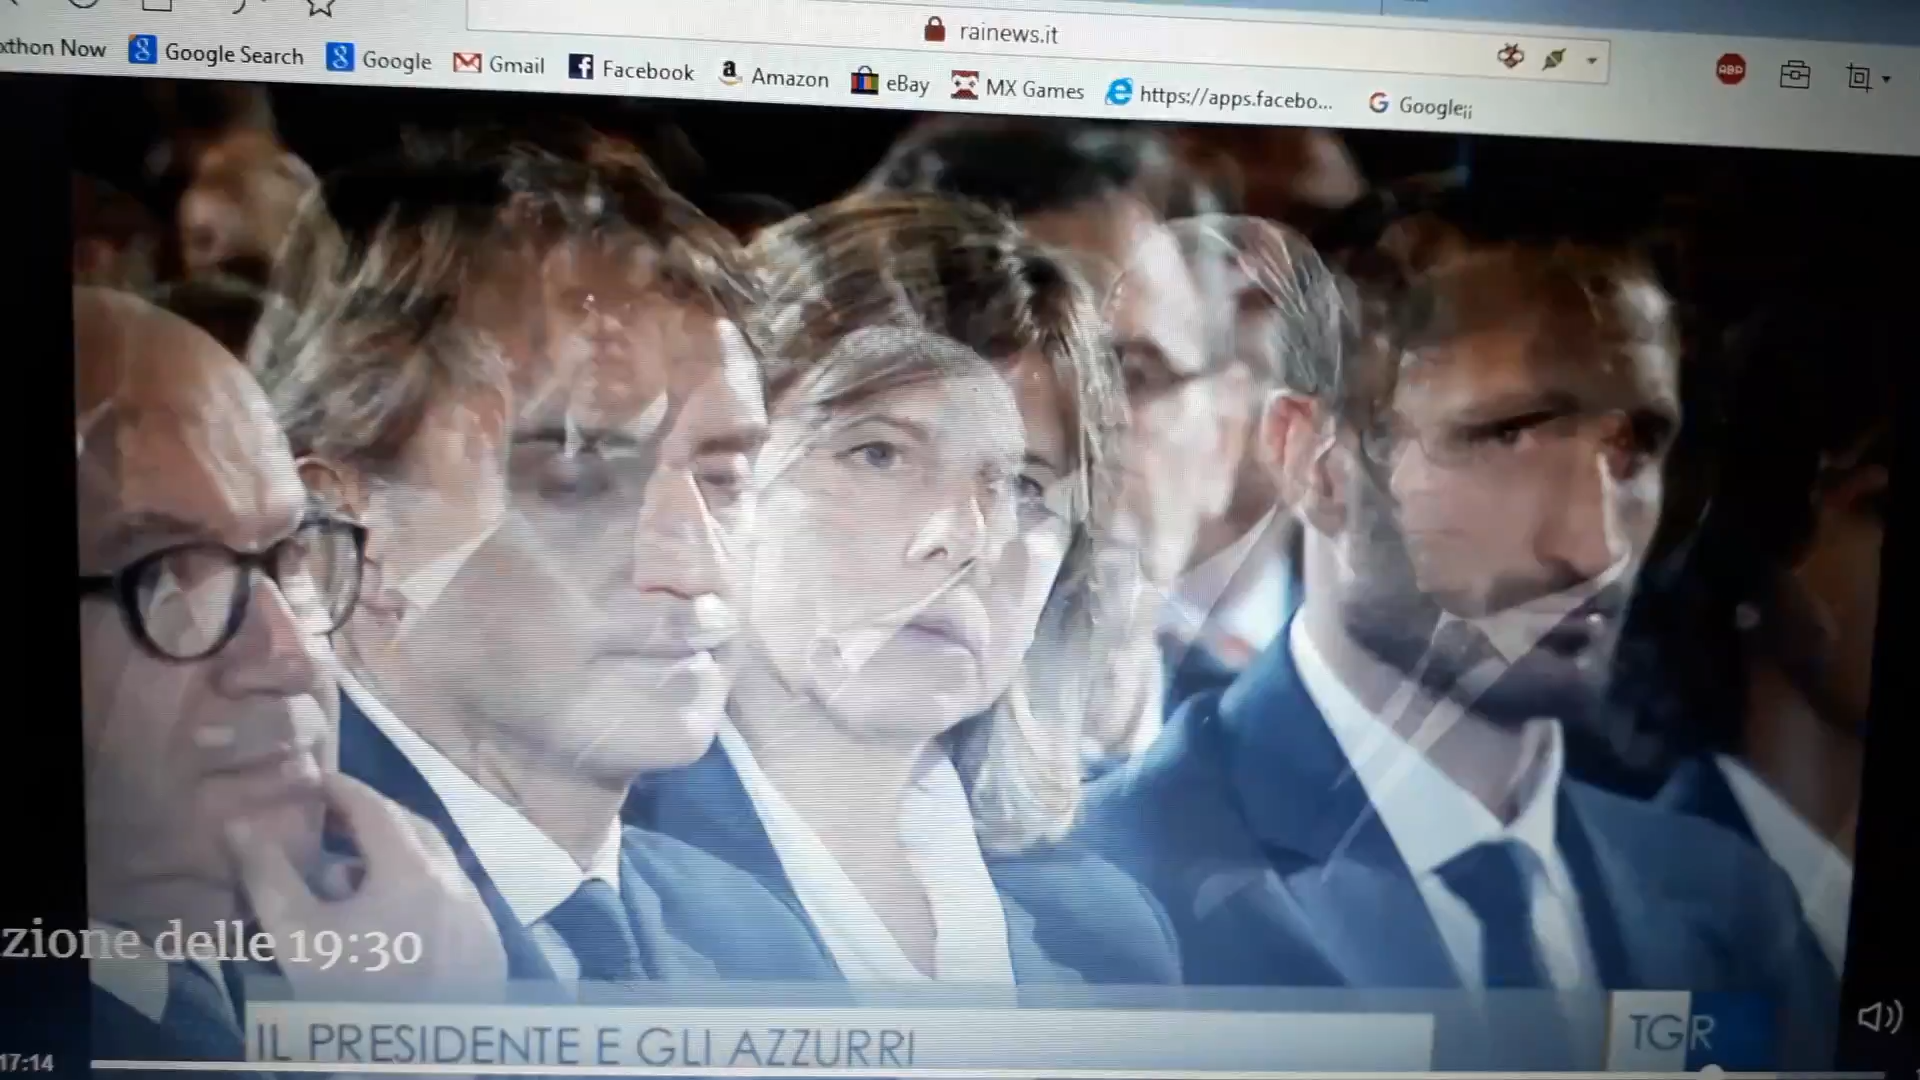 rainews.it
xthon Now Google Search Google Gmail Facebook Amazon eBay MX Games https://apps.facebo... Google¡¡
ABP
zione delle 19:30
IL PRESIDENTE E GLI AZZURRI
TGR
17:14